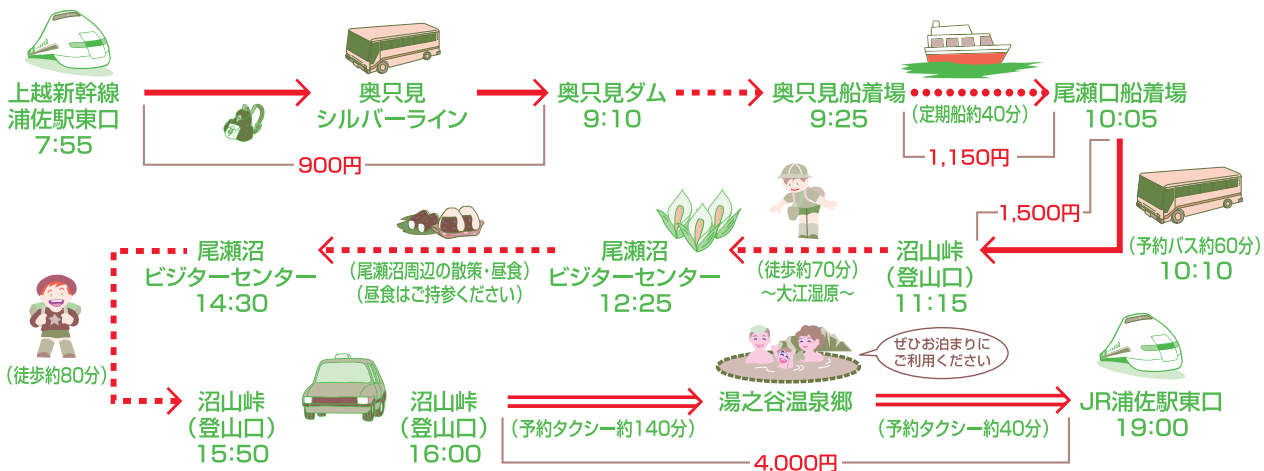 上越新幹線
浦佐駅東口
7:55
奥只見
シルバーライン
900円
奥只見ダム
9:10
奥只見船着場
9:25
(定期船約40分)
1,150円
尾瀬口船着場
10:05
(予約バス約60分)
10:10
1,500円
沼山峠
(登山口)
11:15
(徒歩約70分)
〜大江湿原〜
尾瀬沼
ビジターセンター
12:25
(尾瀬沼周辺の散策・昼食)
(昼食はご持参ください)
尾瀬沼
ビジターセンター
14:30
(徒歩約80分)
沼山峠
(登山口)
15:50
沼山峠
(登山口)
16:00
(予約タクシー約140分)
湯之谷温泉郷
ぜひお泊まりに
ご利用ください
(予約タクシー約40分)
4,000円
JR浦佐駅東口
19:00